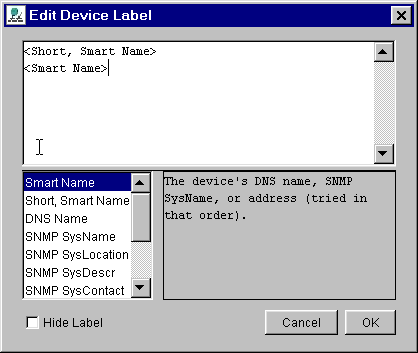 Edit Device Label
<Short, Smart Name>
<Smart Name>
Smart Name
Short, Smart Name
DNS Name
SNMP SysName
SNMP SysLocation
SNMP SysDescr
SNMP SysContact
The device's DNS name, SNMP
SysName, or address (tried in
that order).
Hide Label
Cancel
OK